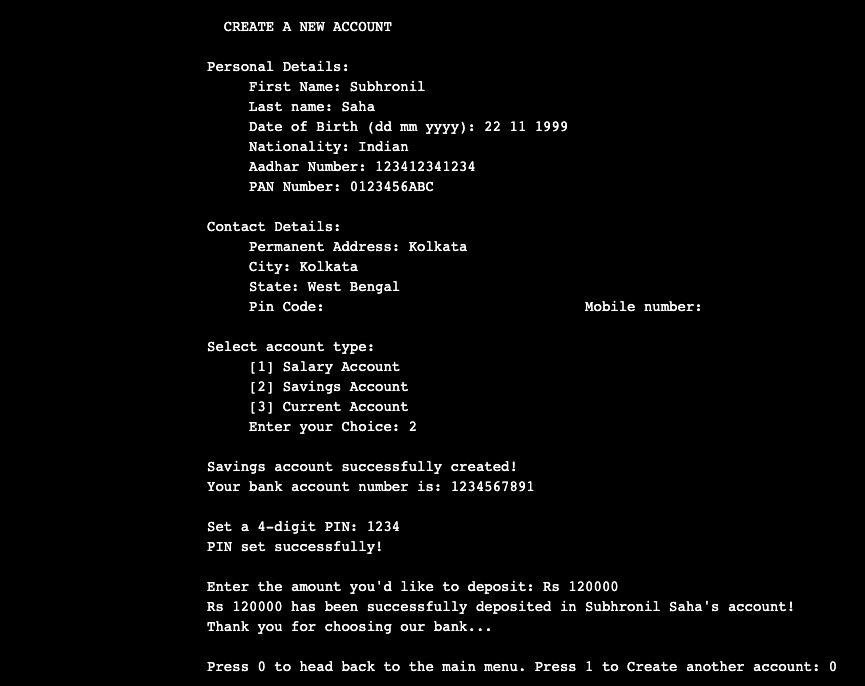 CREATE A NEW ACCOUNT
Personal Details:
First Name: Subhronil
Last name: Saha
Date of Birth (dd mm yyyy): 22 11 1999
Nationality: Indian
Aadhar Number: 123412341234
PAN Number: 0123456ABC
Contact Details:
Permanent Address: Kolkata
City: Kolkata
State: West Bengal
Pin Code: Mobile number:
Select account type:
[1] Salary Account
[2] Savings Account
[3] Current Account
Enter your Choice: 2
Savings account successfully created!
Your bank account number is: 1234567891
Set a 4-digit PIN: 1234
PIN set successfully!
Enter the amount you'd like to deposit: Rs 120000
Rs 120000 has been successfully deposited in Subhronil Saha's account!
Thank you for choosing our bank...
Press 0 to head back to the main menu. Press 1 to Create another account: 0